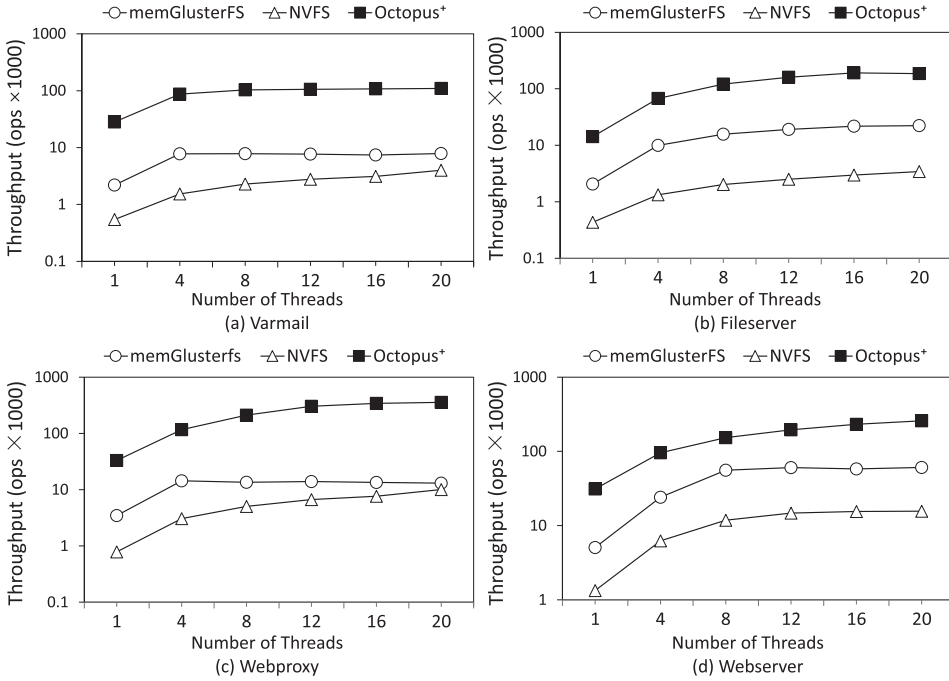 memGlusterFS NVFS Octopus⁺
1000
100
10
1
0.1
Throughput (ops ×1000)
1 4 8 12 16 20
Number of Threads
(a) Varmail
memGlusterFS NVFS Octopus⁺
1000
100
10
1
0.1
Throughput (ops ×1000)
1 4 8 12 16 20
Number of Threads
(b) Fileserver
memGlusterfs NVFS Octopus⁺
1000
100
10
1
0.1
Throughput (ops ×1000)
1 4 8 12 16 20
Number of Threads
(c) Webproxy
memGlusterFS NVFS Octopus⁺
1000
100
10
1
Throughput (ops ×1000)
1 4 8 12 16 20
Number of Threads
(d) Webserver